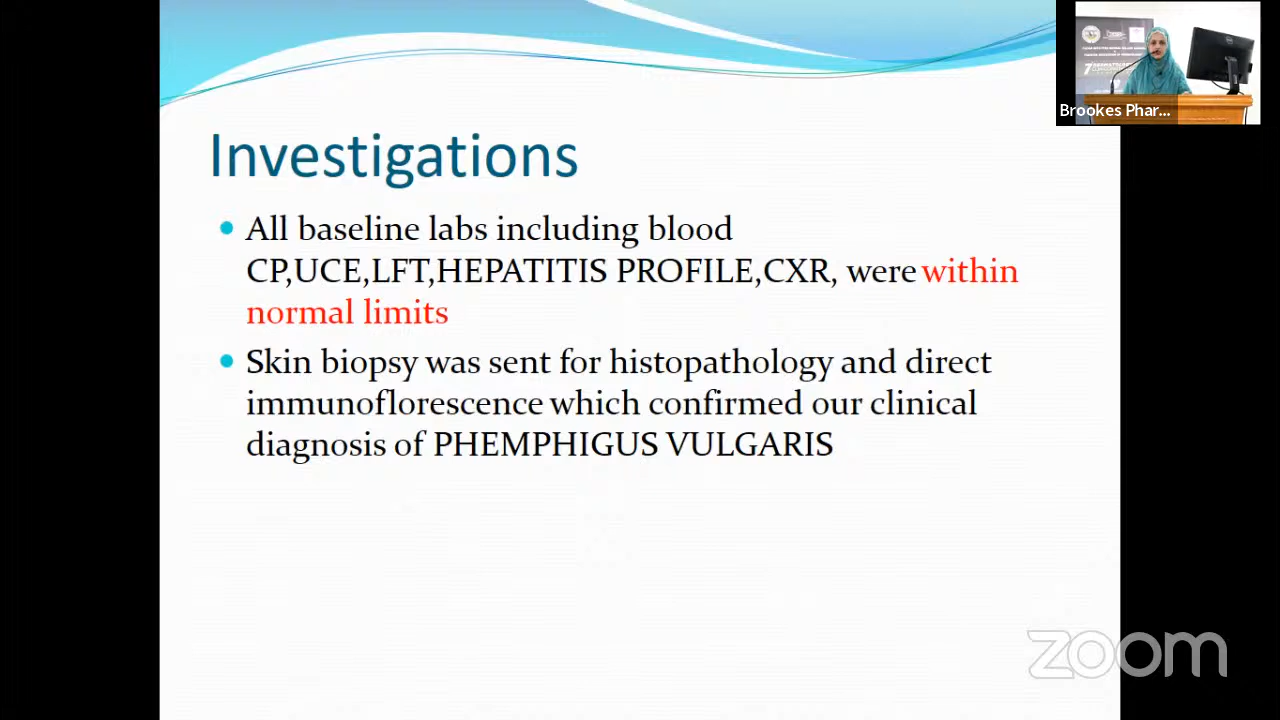 Investigations
All baseline labs including blood
CP,UCE,LFT,HEPATITIS PROFILE,CXR, were within
normal limits
Skin biopsy was sent for histopathology and direct
immunoflorescence which confirmed our clinical
diagnosis of PHEMPHIGUS VULGARIS
Brookes Phar...
zoom